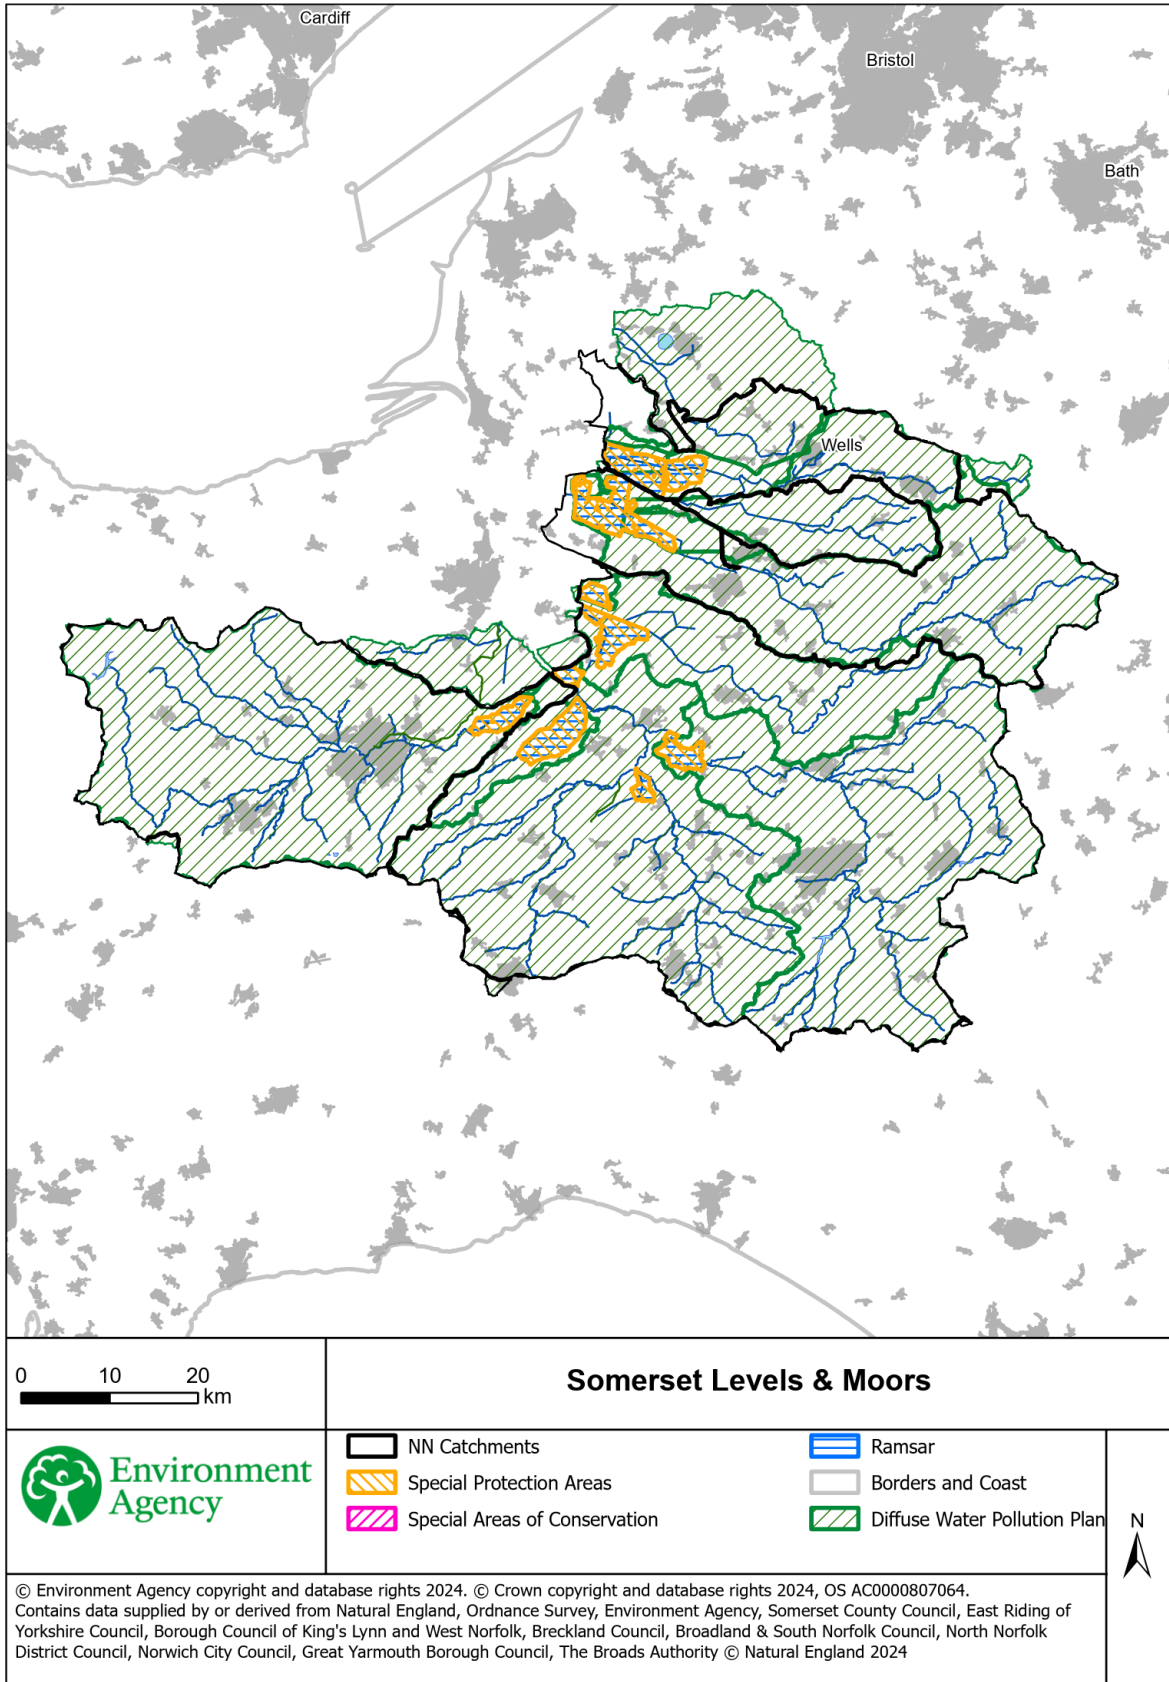 Cardiff
Bristol
Bath
Wells
0 10 20
km
Somerset Levels & Moors
Environment
Agency
NN Catchments
Special Protection Areas
Special Areas of Conservation
Ramsar
Borders and Coast
Diffuse Water Pollution Plan
N
© Environment Agency copyright and database rights 2024. © Crown copyright and database rights 2024, OS AC0000807064.
Contains data supplied by or derived from Natural England, Ordnance Survey, Environment Agency, Somerset County Council, East Riding of
Yorkshire Council, Borough Council of King's Lynn and West Norfolk, Breckland Council, Broadland & South Norfolk Council, North Norfolk
District Council, Norwich City Council, Great Yarmouth Borough Council, The Broads Authority © Natural England 2024